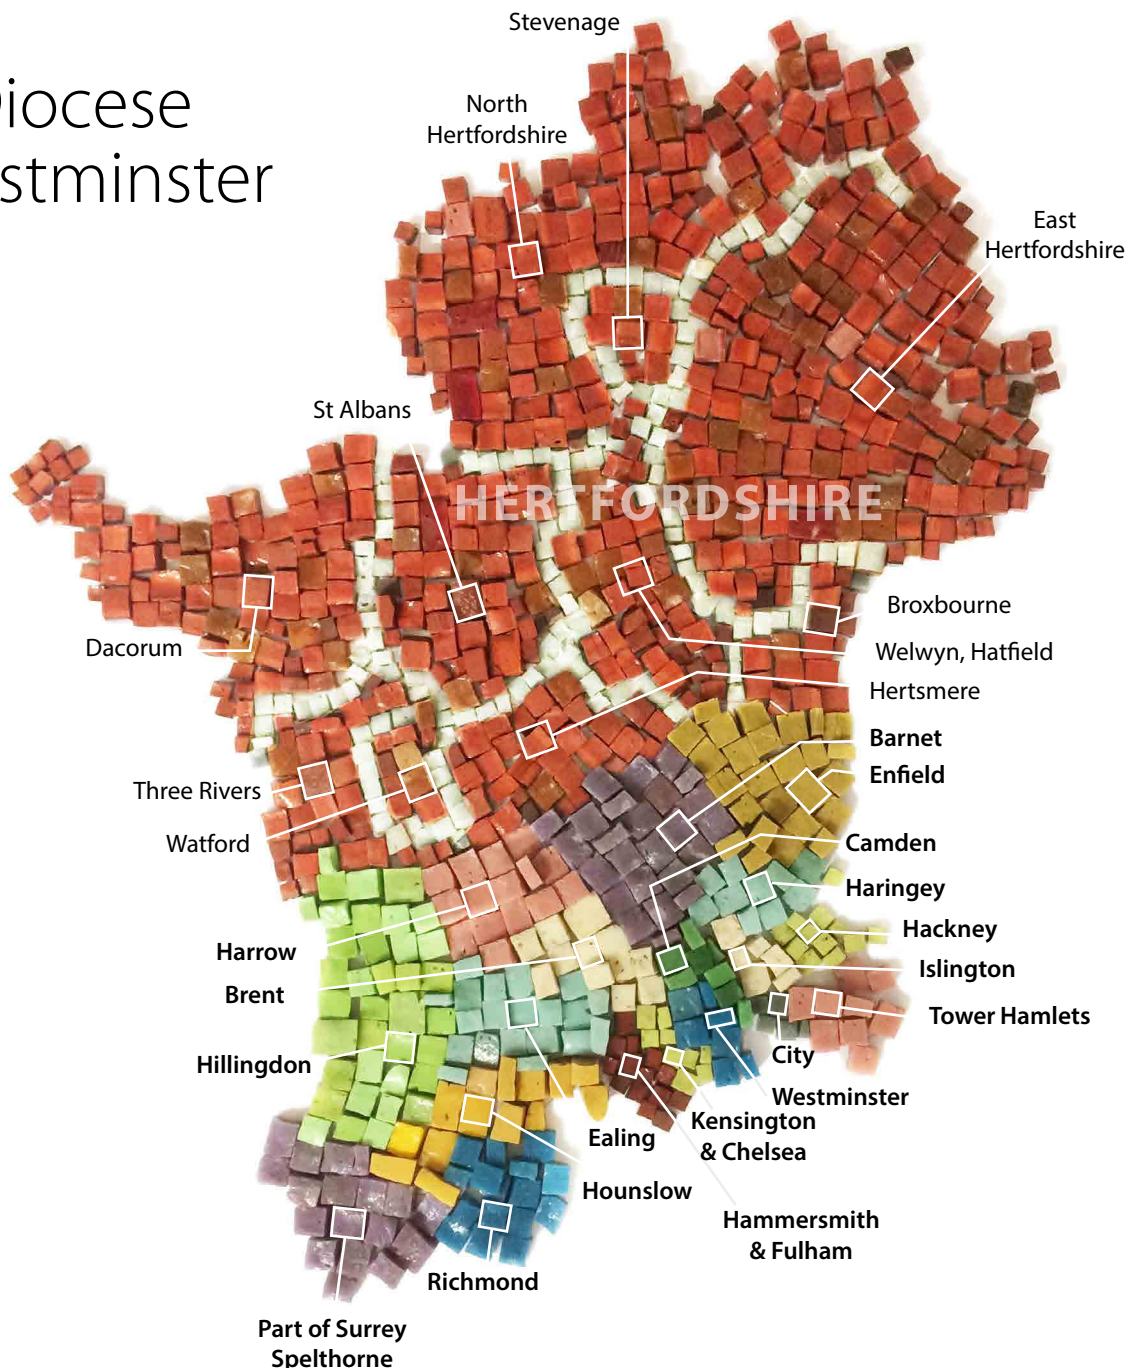 Diocese
stminster
Stevenage
North
Hertfordshire
East
Hertfordshire
St Albans
HERTFORDSHIRE
Dacorum
Broxbourne
Welwyn, Hatfield
Hertsmere
Barnet
Enfield
Three Rivers
Watford
Camden
Haringey
Hackney
Harrow
Islington
Brent
Tower Hamlets
City
Hillingdon
Westminster
Kensington
& Chelsea
Ealing
Hounslow
Hammersmith
& Fulham
Richmond
Part of Surrey
Spelthorne